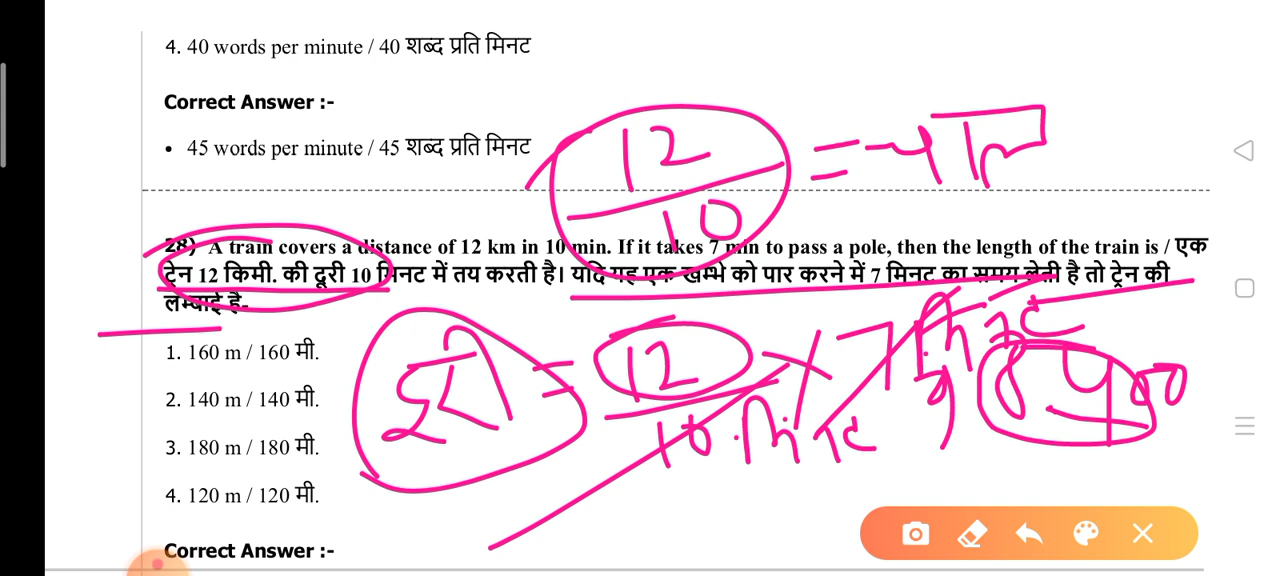 4. 40 words per minute / 40 शब्द प्रति मिनट
Correct Answer :-
• 45 words per minute / 45 शब्द प्रति मिनट
12
10
=
28) A train covers a distance of 12 km in 10 min. If it takes 7 min to pass a pole, then the length of the train is / एक
ट्रेन 12 किमी. की दूरी 10 मिनट में तय करती है। यदि यह एक खम्भे को पार करने में 7 मिनट का समय लेती है तो ट्रेन की
लम्बाई है-
1. 160 m / 160 मी.
2. 140 m / 140 मी.
3. 180 m / 180 मी.
4. 120 m / 120 मी.
= 12 × 7 मिनट
10 मिनट
Correct Answer :-